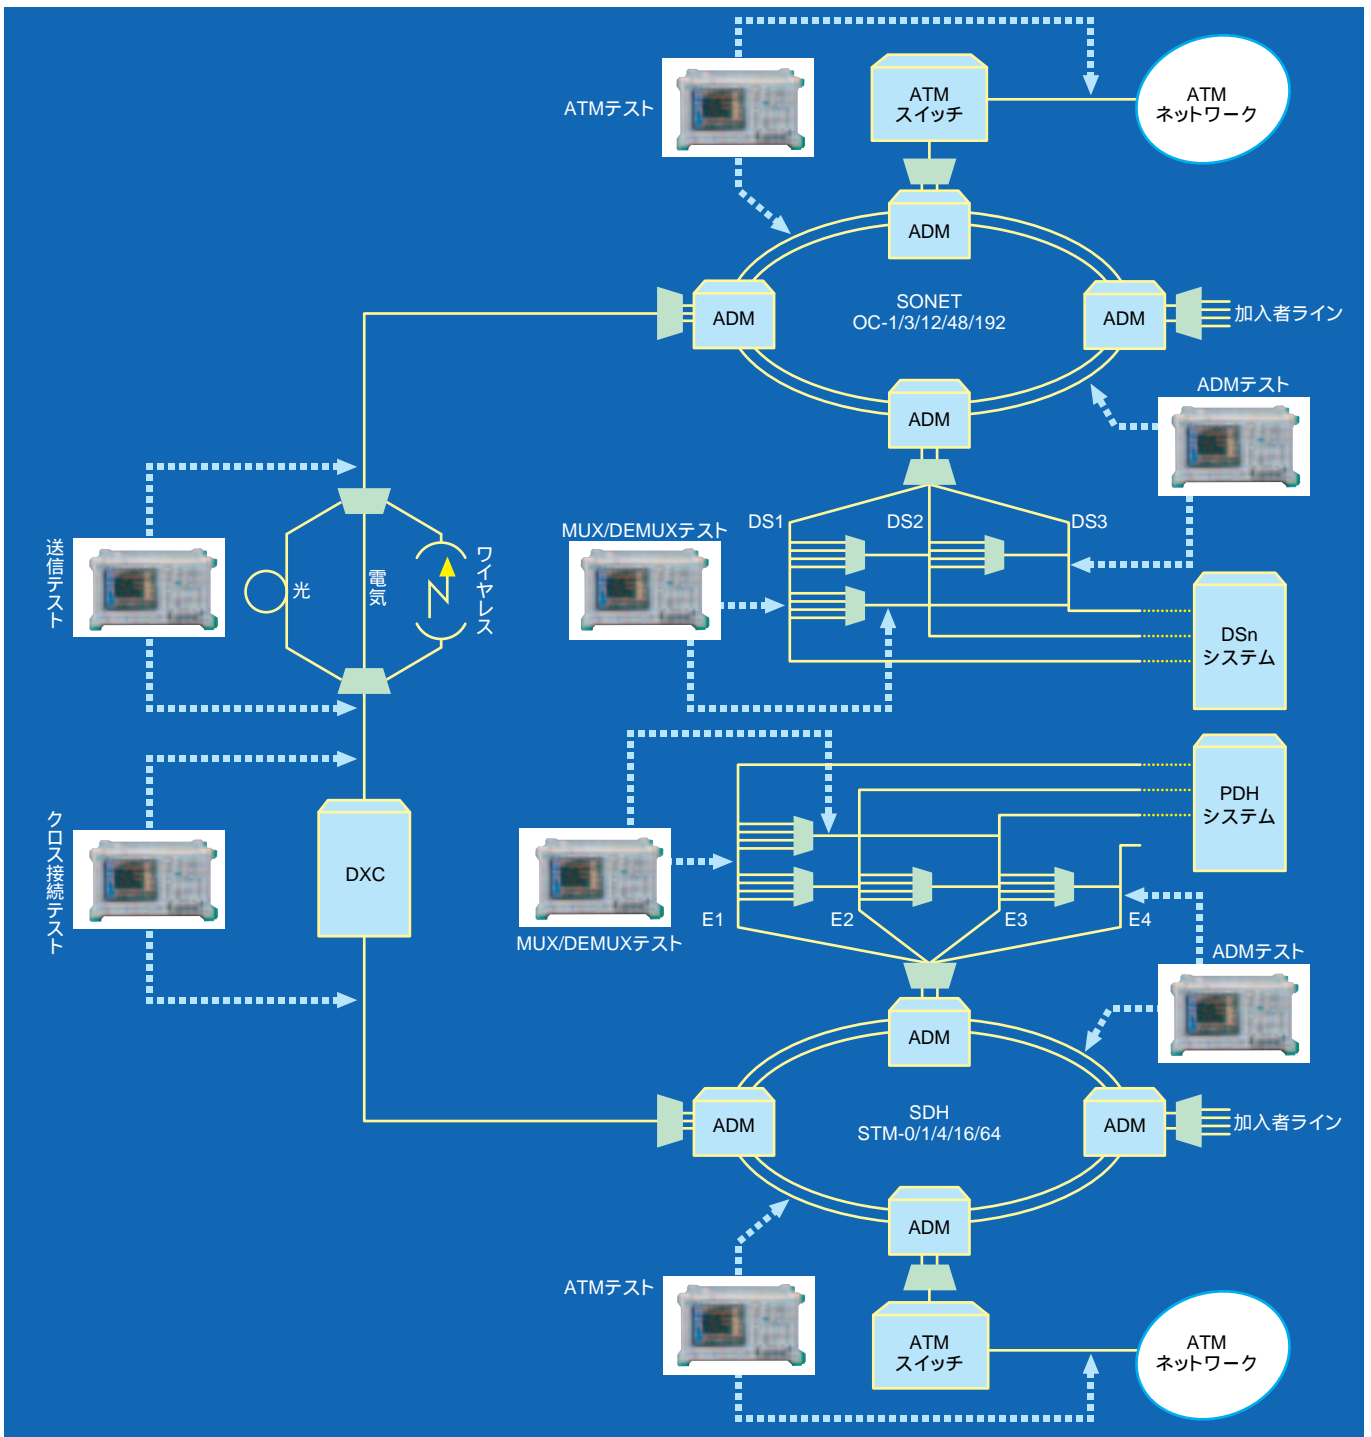 ATMテスト
ATM
スイッチ
ATM
ネットワーク
ADM
ADM
SONET
OC-1/3/12/48/192
ADM
加入者ライン
ADM
ADMテスト
DS1
DS2
DS3
MUX/DEMUXテスト
送信テスト
光
電気
ワイヤレス
DSn
システム
PDH
システム
クロス接続テスト
DXC
E1
E2
E3
E4
MUX/DEMUXテスト
ADMテスト
ADM
ADM
SDH
STM-0/1/4/16/64
ADM
加入者ライン
ADM
ATMテスト
ATM
スイッチ
ATM
ネットワーク